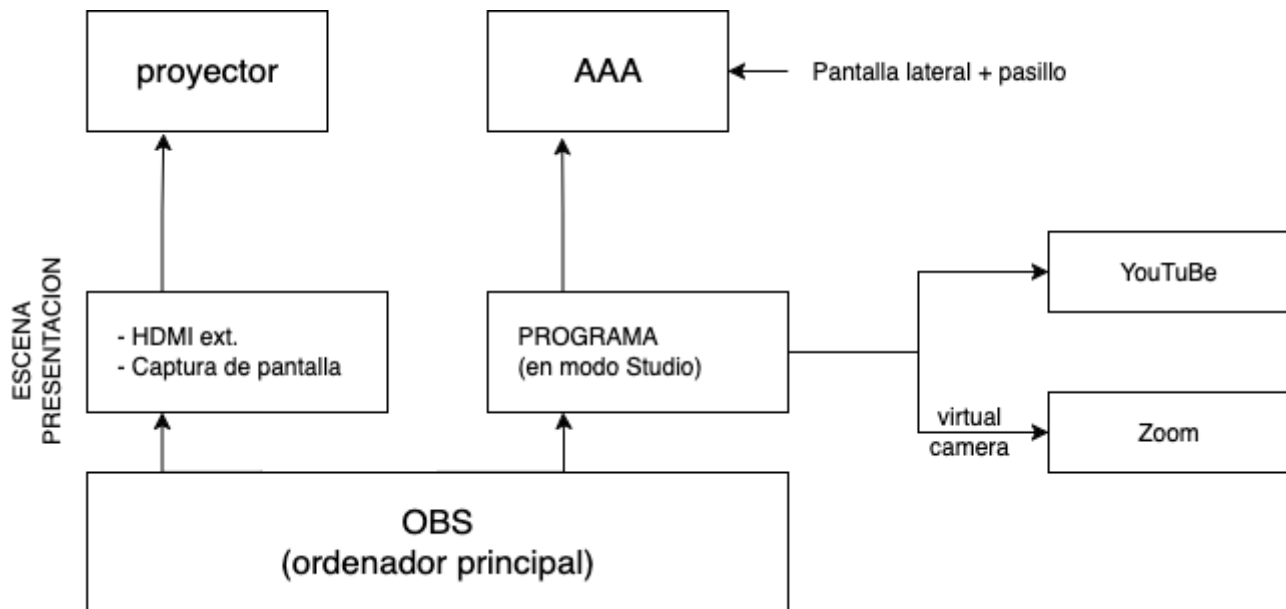 proyector
AAA
Pantalla lateral + pasillo
ESCENA
PRESENTACION
- HDMI ext.
- Captura de pantalla
PROGRAMA
(en modo Studio)
YouTuBe
virtual
camera
Zoom
OBS
(ordenador principal)